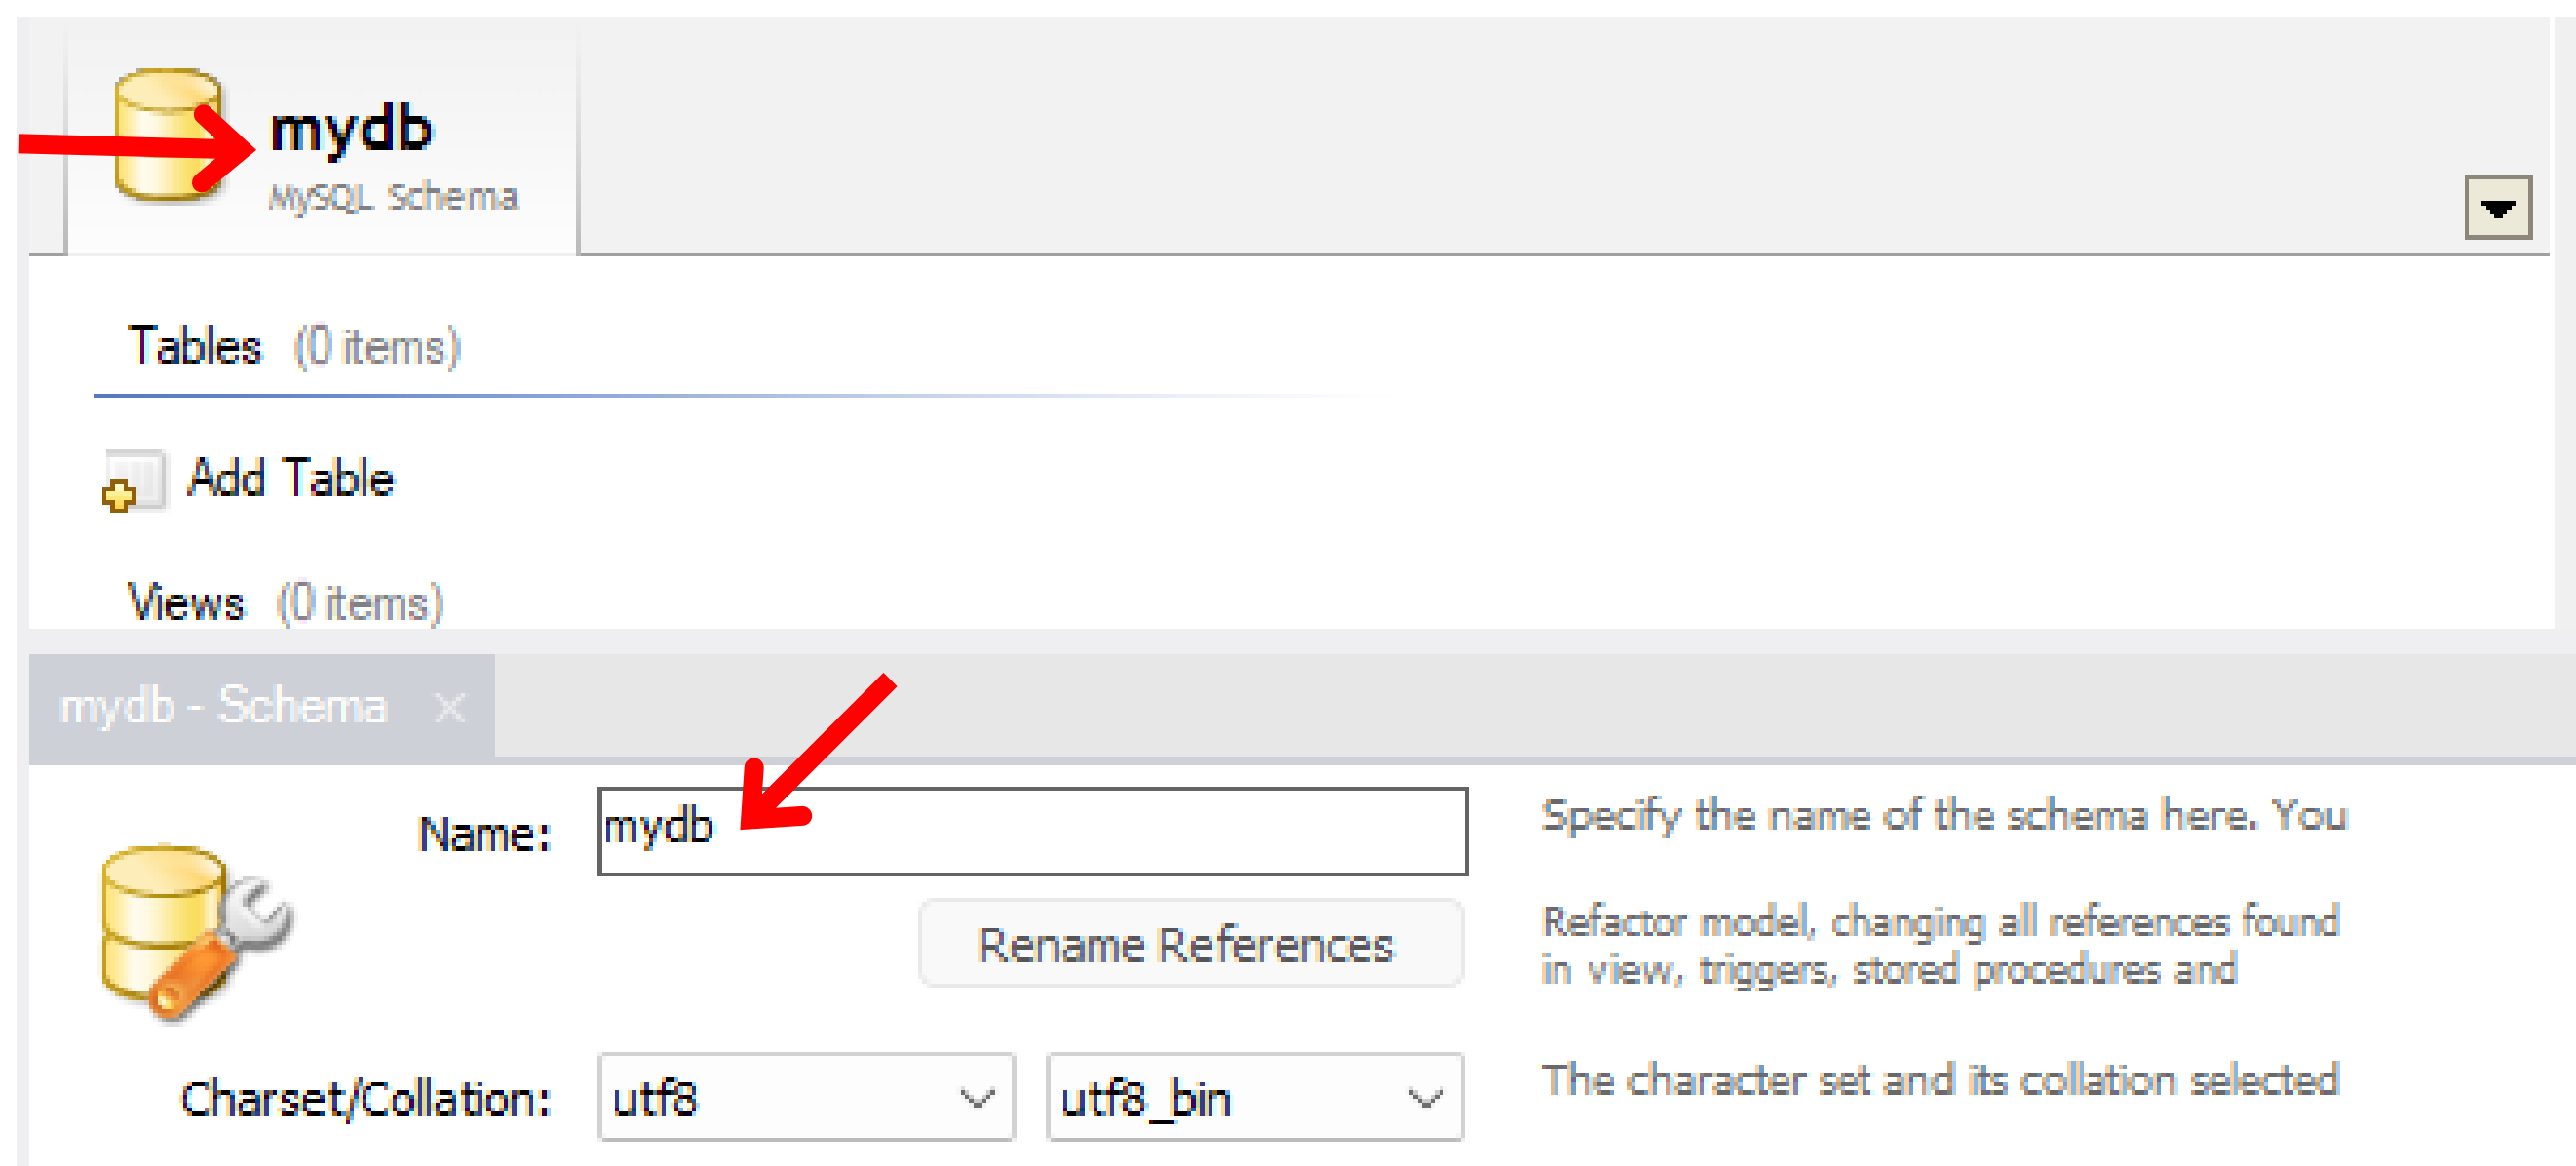 mydb
MySQL Schema
Tables (0 items)
Add Table
Views (0 items)
mydb - Schema
Name: mydb
Specify the name of the schema here. You
Rename References
Refactor model, changing all references found
in view, triggers, stored procedures and
Charset/Collation: utf8 utf8_bin
The character set and its collation selected